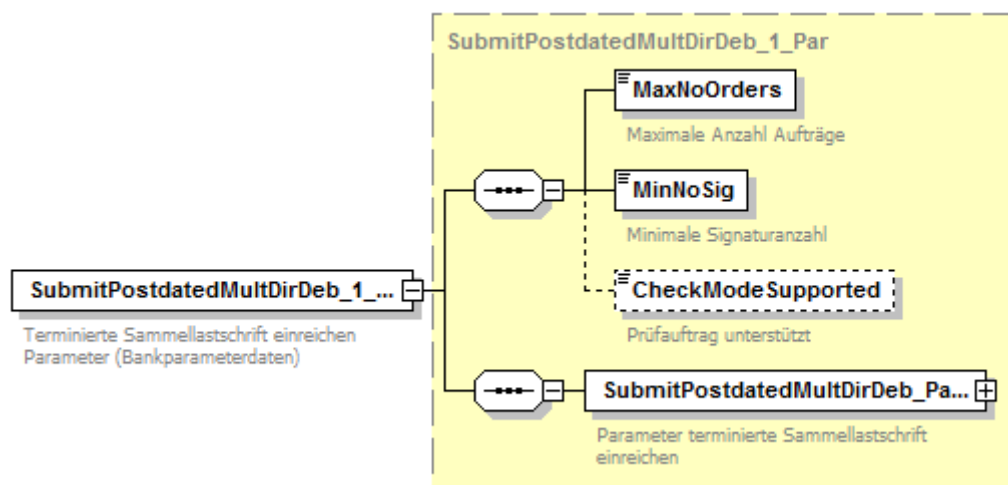 SubmitPostdatedMultDirDeb_1_Par
MaxNoOrders
Maximale Anzahl Aufträge
MinNoSig
Minimale Signaturanzahl
CheckModeSupported
Prüfauftrag unterstützt
SubmitPostdatedMultDirDeb_1_...
Terminierte Sammellastschrift einreichen
Parameter (Bankparameterdaten)
SubmitPostdatedMultDirDeb_Pa...
Parameter terminierte Sammellastschrift
einreichen